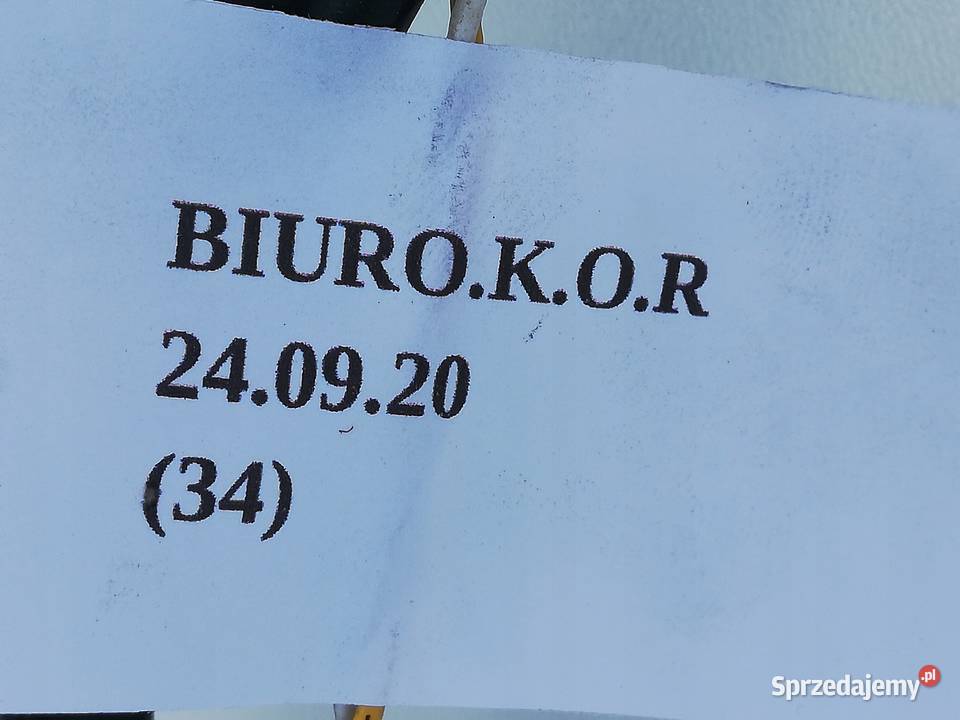 BIURO.K.O.R
24.09.20
(34)
Sprzedajemy.pl